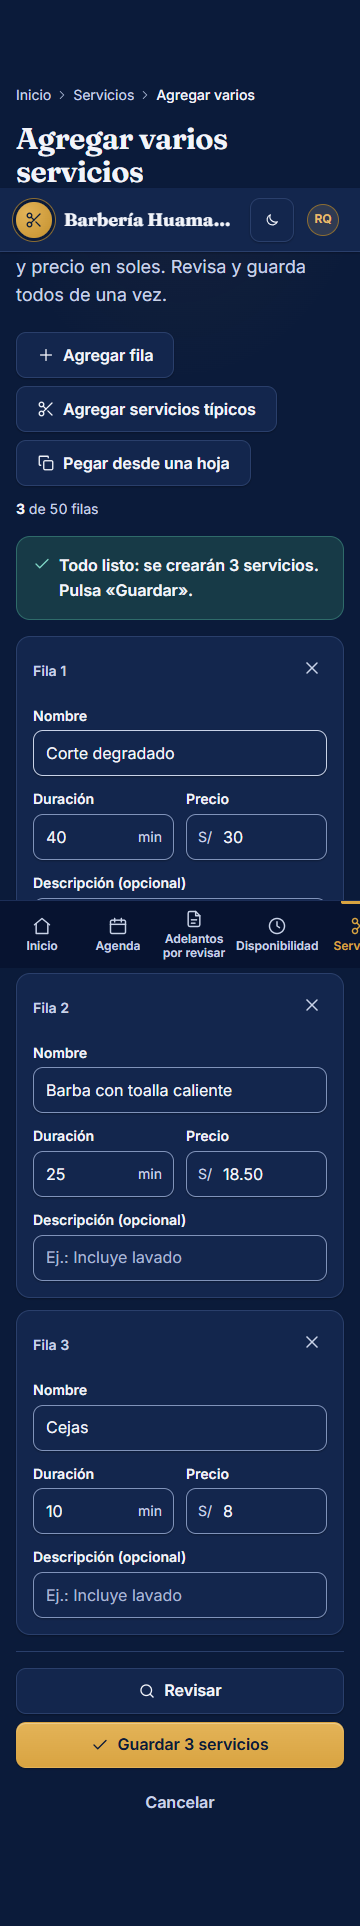 Inicio > Servicios > Agregar varios
Agregar varios
servicios
Barbería Huama...
RQ
y precio en soles. Revisa y guarda
todos de una vez.
Agregar fila
Agregar servicios típicos
Pegar desde una hoja
3 de 50 filas
Todo listo: se crearán 3 servicios.
Pulsa «Guardar».
Fila 1
Nombre
Corte degradado
Duración Precio
40 min S/ 30
Descripción (opcional)
Inicio
Agenda
Adelantos
por revisar
Disponibilidad
Serv
Fila 2
Nombre
Barba con toalla caliente
Duración Precio
25 min S/ 18.50
Descripción (opcional)
Ej.: Incluye lavado
Fila 3
Nombre
Cejas
Duración Precio
10 min S/ 8
Descripción (opcional)
Ej.: Incluye lavado
Revisar
Guardar 3 servicios
Cancelar